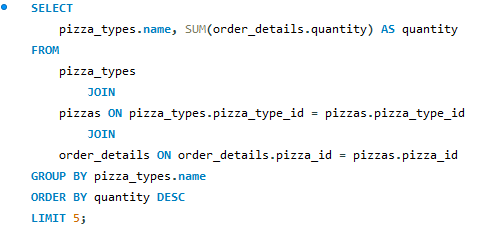 SELECT
pizza_types.name, SUM(order_details.quantity) AS quantity
FROM
pizza_types
JOIN
pizzas ON pizza_types.pizza_type_id = pizzas.pizza_type_id
JOIN
order_details ON order_details.pizza_id = pizzas.pizza_id
GROUP BY pizza_types.name
ORDER BY quantity DESC
LIMIT 5;